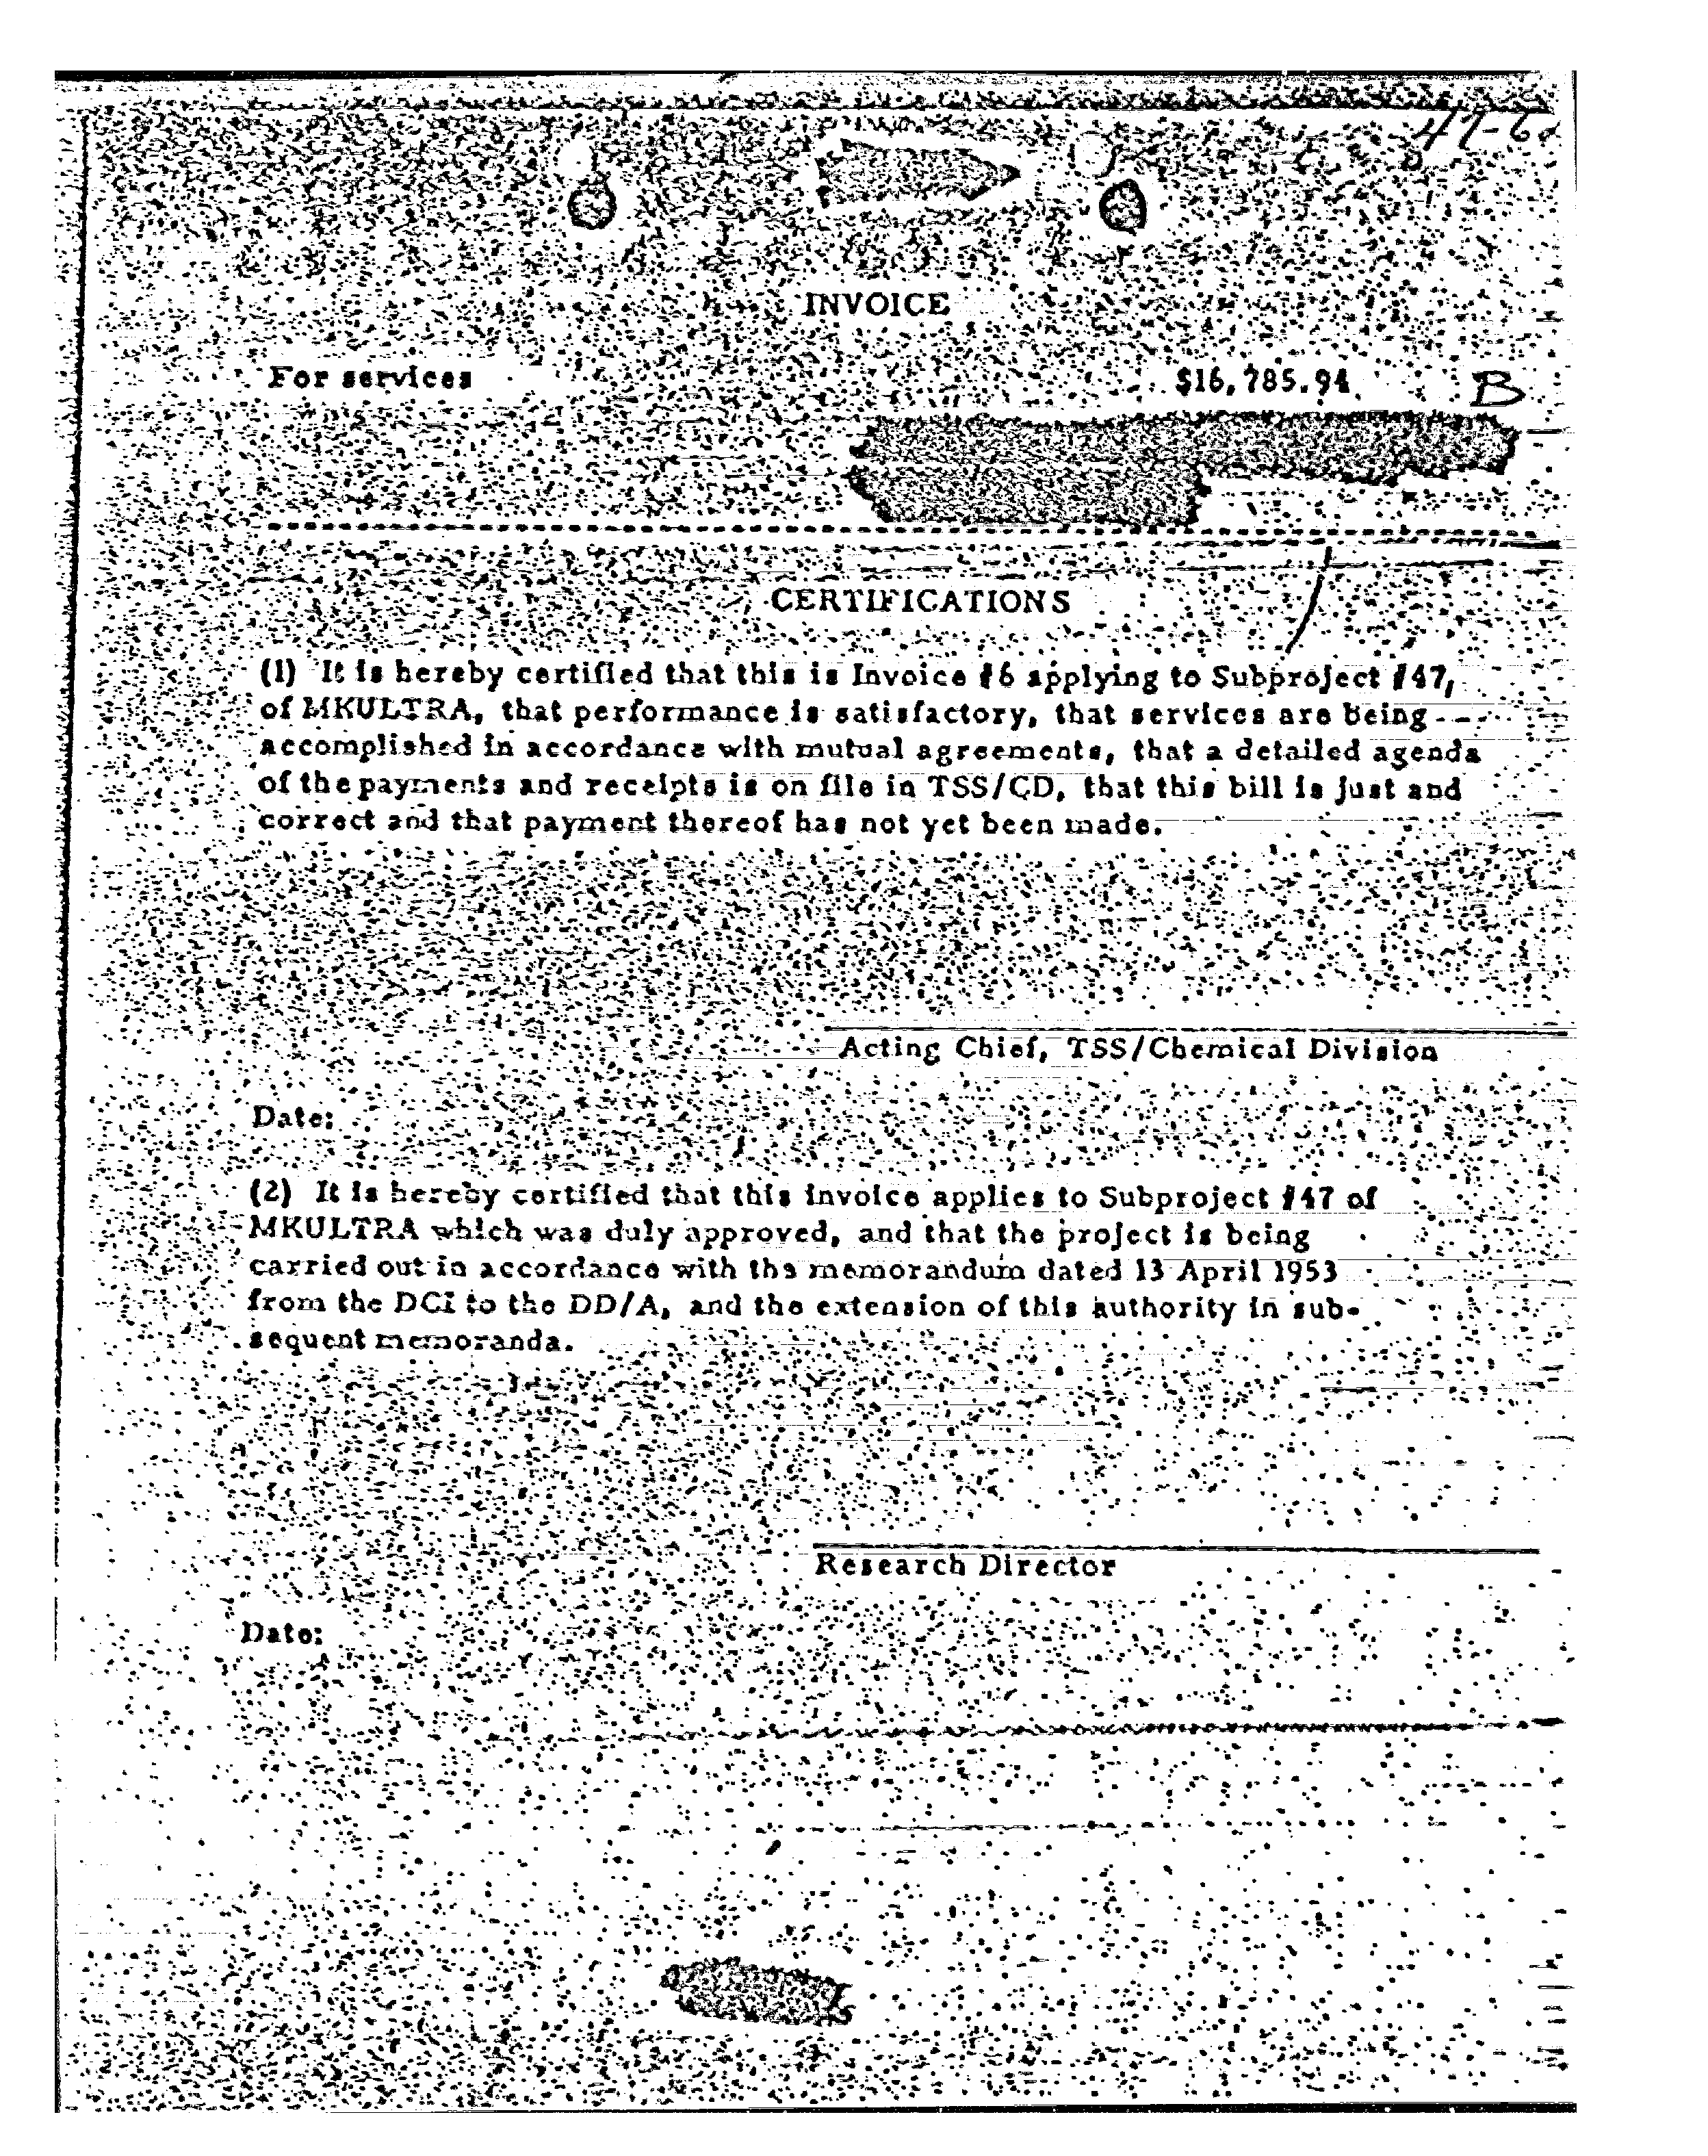 INVOICE
For services $16,785.94 B
CERTIFICATIONS
(1) It is hereby certified that this is Invoice #6 applying to Subproject #47,
of MKULTRA, that performance is satisfactory, that services are being
accomplished in accordance with mutual agreements, that a detailed agenda
of the payments and receipts is on file in TSS/CD, that this bill is just and
correct and that payment thereof has not yet been made.
Acting Chief, TSS/Chemical Division
Date:
(2) It is hereby certified that this invoice applies to Subproject #47 of
MKULTRA which was duly approved, and that the project is being
carried out in accordance with the memorandum dated 13 April 1953
from the DCI to the DD/A, and the extension of this authority in sub-
sequent memoranda.
Research Director
Date: